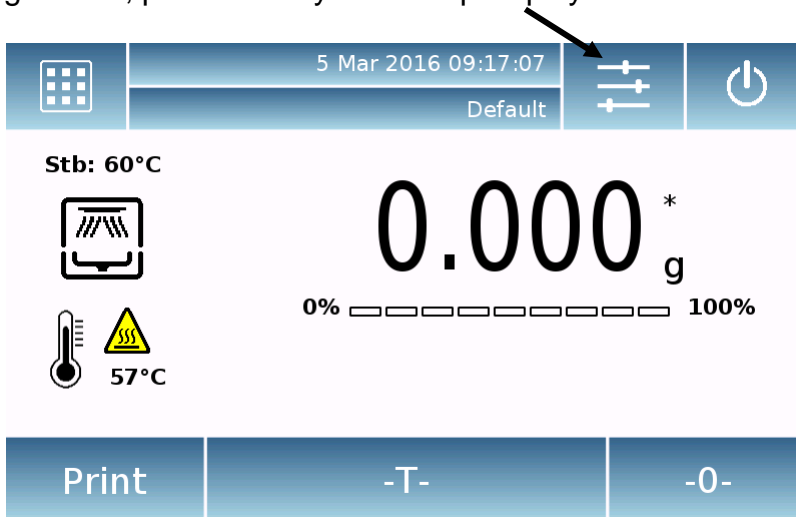 5 Mar 2016 09:17:07
Default
Stb: 60°C
0.000 *
g
0% 100%
57°C
Print -T- -0-